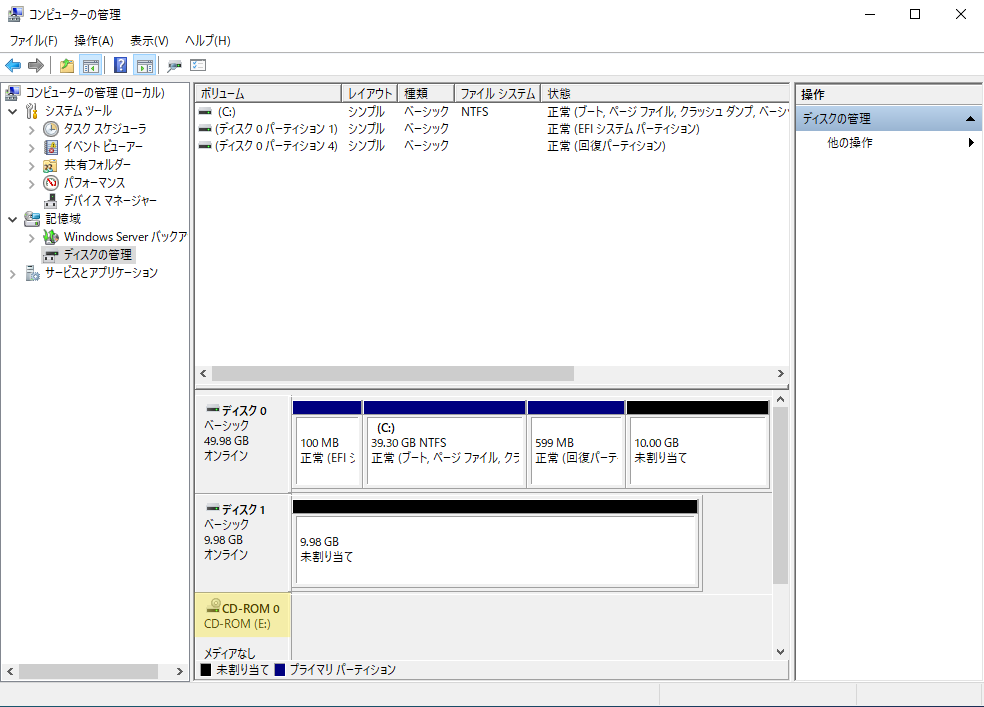 コンピューターの管理
ファイル(F) 操作(A) 表示(V) ヘルプ(H)
コンピューターの管理 (ローカル)
システム ツール
タスク スケジューラ
イベント ビューアー
共有フォルダー
パフォーマンス
デバイス マネージャー
記憶域
Windows Server バックア
ディスクの管理
サービスとアプリケーション
ボリューム レイアウト 種類 ファイル システム 状態
(C:) シンプル ベーシック NTFS 正常 (ブート, ページ ファイル, クラッシュ ダンプ, ベーシ
(ディスク 0 パーティション 1) シンプル ベーシック 正常 (EFI システム パーティション)
(ディスク 0 パーティション 4) シンプル ベーシック 正常 (回復パーティション)
ディスク 0
ベーシック
49.98 GB
オンライン
100 MB
正常 (EFI シ
(C:)
39.30 GB NTFS
正常 (ブート, ページ ファイル, クラ
599 MB
正常 (回復パーテ
10.00 GB
未割り当て
ディスク 1
ベーシック
9.98 GB
オンライン
9.98 GB
未割り当て
CD-ROM 0
CD-ROM (E:)
メディアなし
未割り当て プライマリ パーティション
操作
ディスクの管理
他の操作